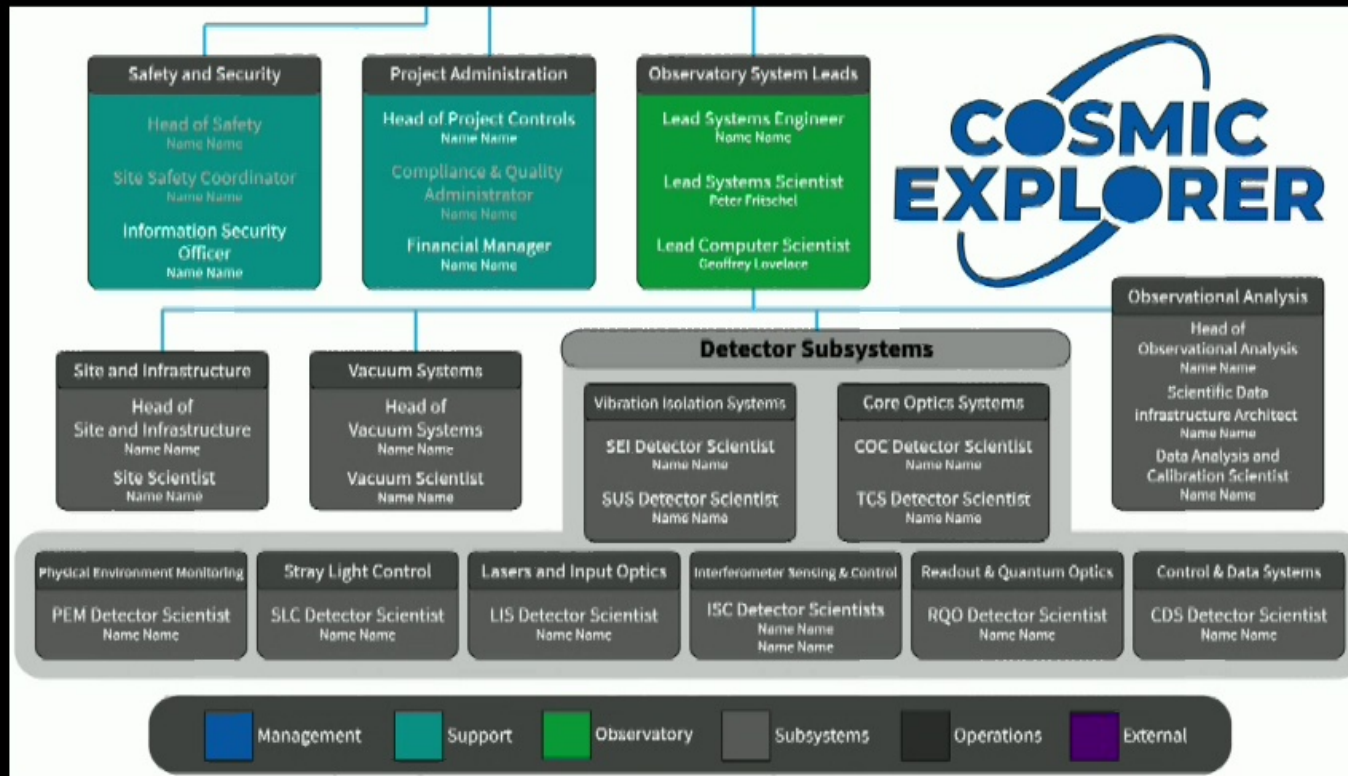 Safety and Security
Head of Safety
Name Name
Site Safety Coordinator
Name Name
Information Security
Officer
Name Name
Project Administration
Head of Project Controls
Name Name
Compliance & Quality
Administrator
Name Name
Financial Manager
Name Name
Observatory System Leads
Lead Systems Engineer
Name Name
Lead Systems Scientist
Peter Fritschel
Lead Computer Scientist
Geoffrey Lovelace
COSMIC
EXPLORER
Site and Infrastructure
Head of
Site and Infrastructure
Name Name
Site Scientist
Name Name
Vacuum Systems
Head of
Vacuum Systems
Name Name
Vacuum Scientist
Name Name
Detector Subsystems
Vibration Isolation Systems
SEI Detector Scientist
Name Name
SUS Detector Scientist
Name Name
Core Optics Systems
COC Detector Scientist
Name Name
TCS Detector Scientist
Name Name
Observational Analysis
Head of
Observational Analysis
Name Name
Scientific Data
Infrastructure Architect
Name Name
Data Analysis and
Calibration Scientist
Name Name
Physical Environment Monitoring
PEM Detector Scientist
Name Name
Stray Light Control
SLC Detector Scientist
Name Name
Lasers and Input Optics
LIS Detector Scientist
Name Name
Interferometer Sensing & Control
ISC Detector Scientists
Name Name
Name Name
Readout & Quantum Optics
RQO Detector Scientist
Name Name
Control & Data Systems
CDS Detector Scientist
Name Name
Management
Support
Observatory
Subsystems
Operations
External